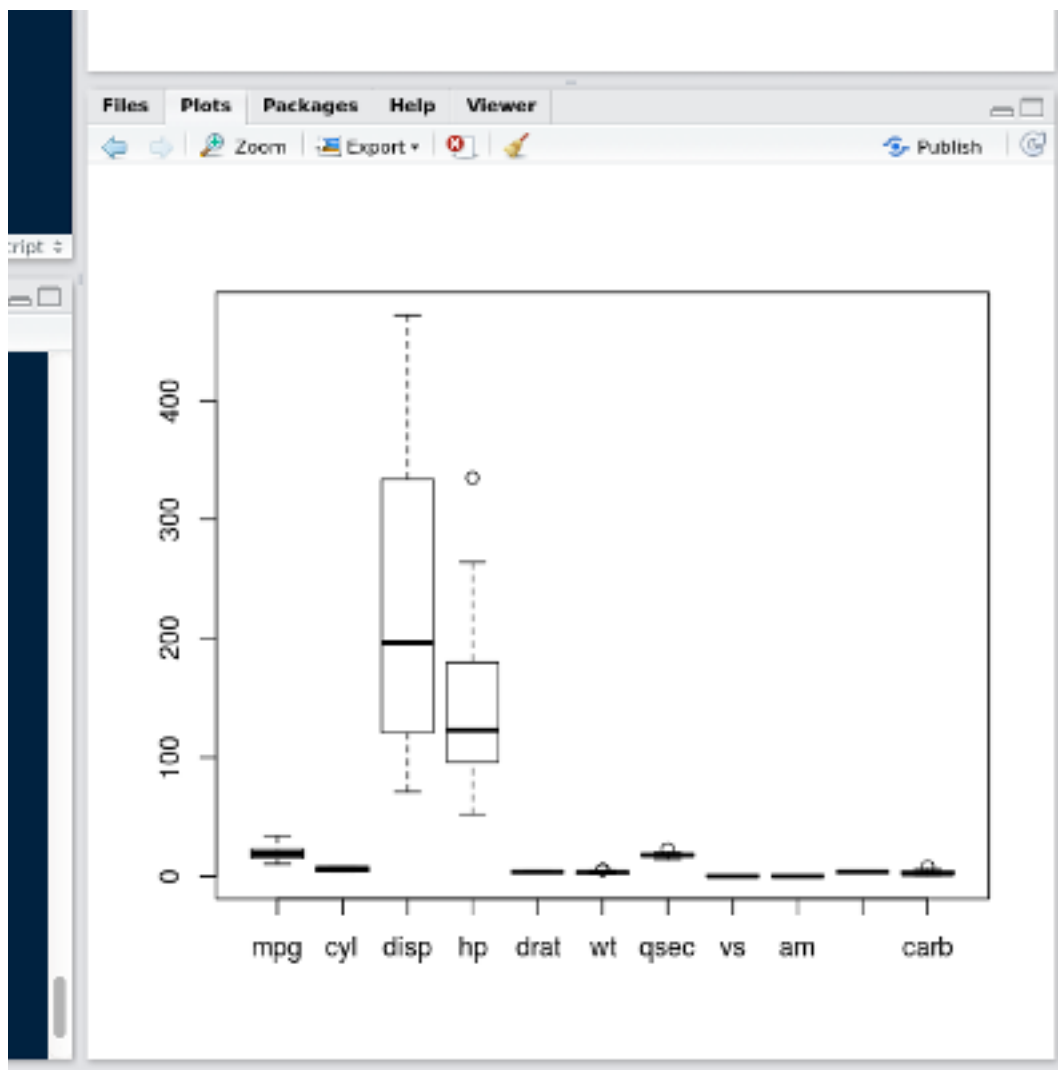 Files Plots Packages Help Viewer
Zoom Export Publish
cript
400
300
200
100
0
mpg cyl disp hp drat wt qsec vs am carb